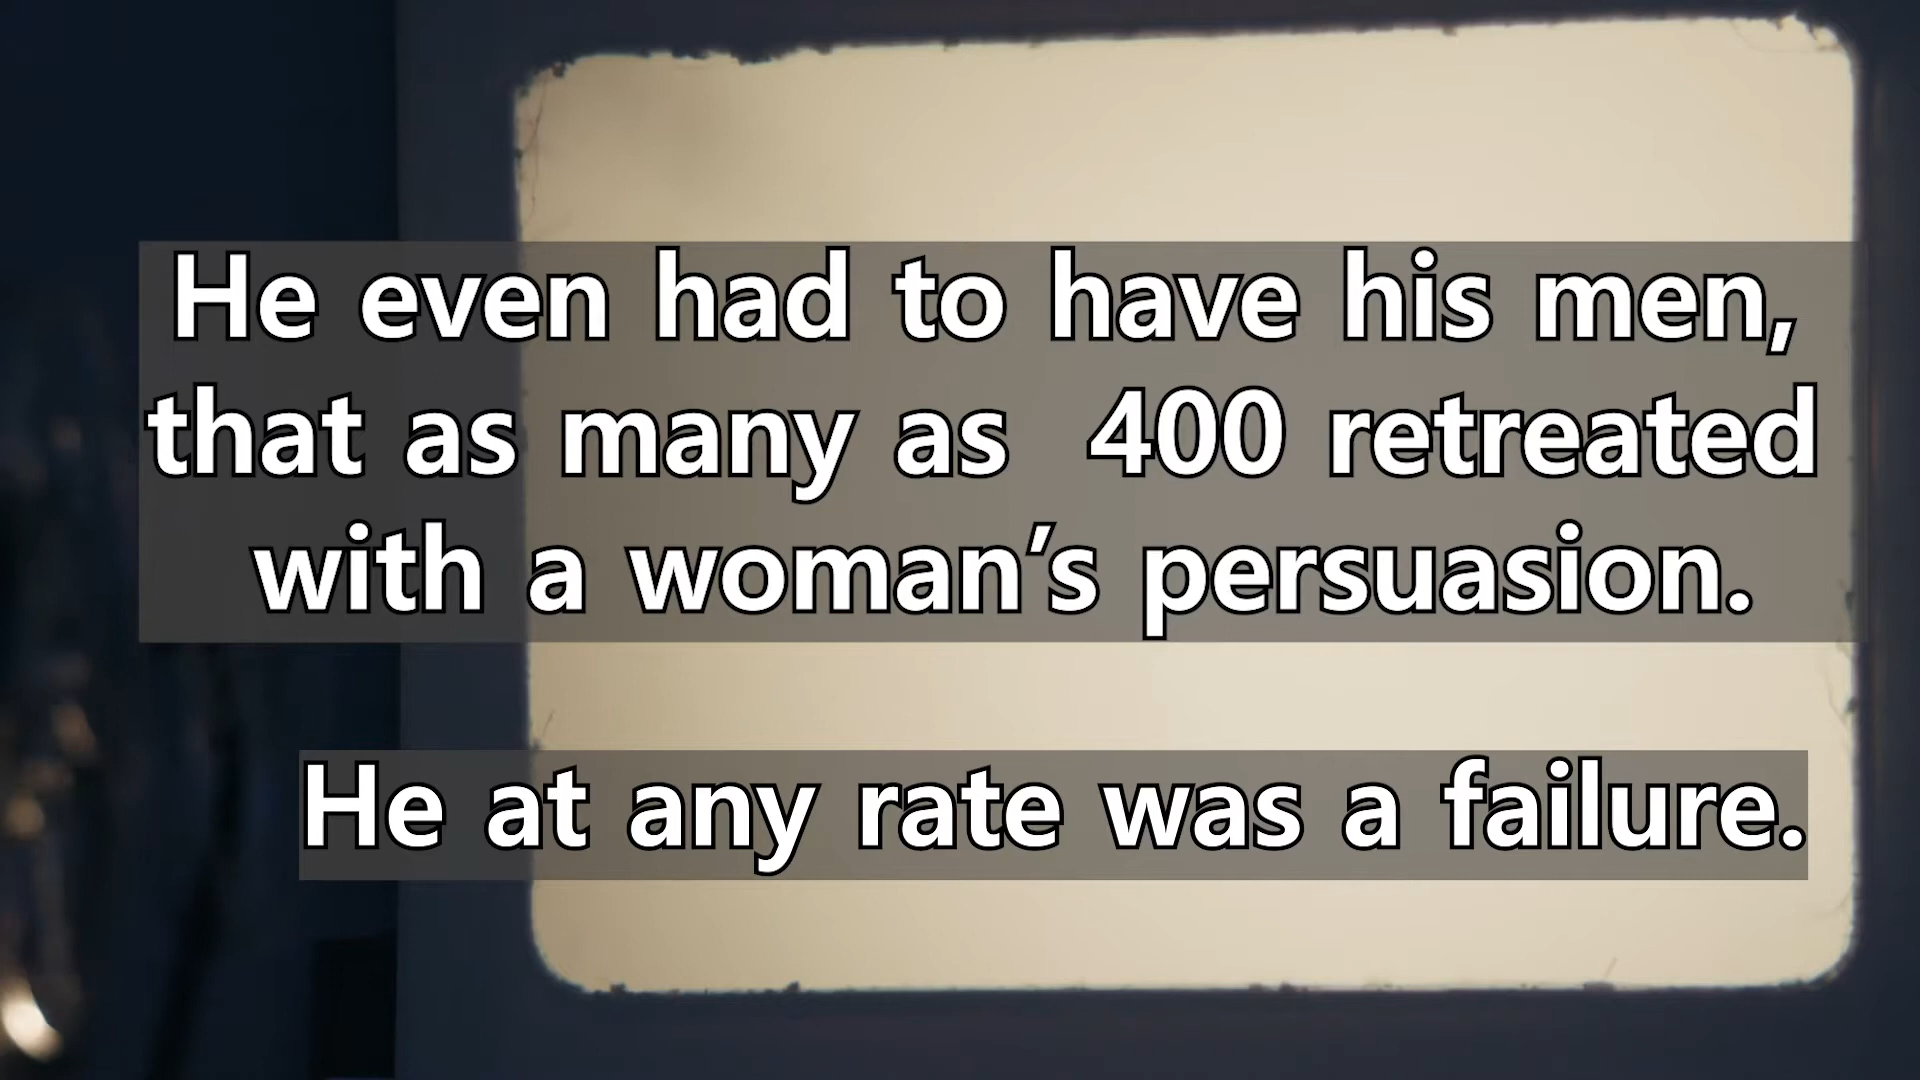 He even had to have his men,
that as many as 400 retreated
with a woman’s persuasion.
He at any rate was a failure.